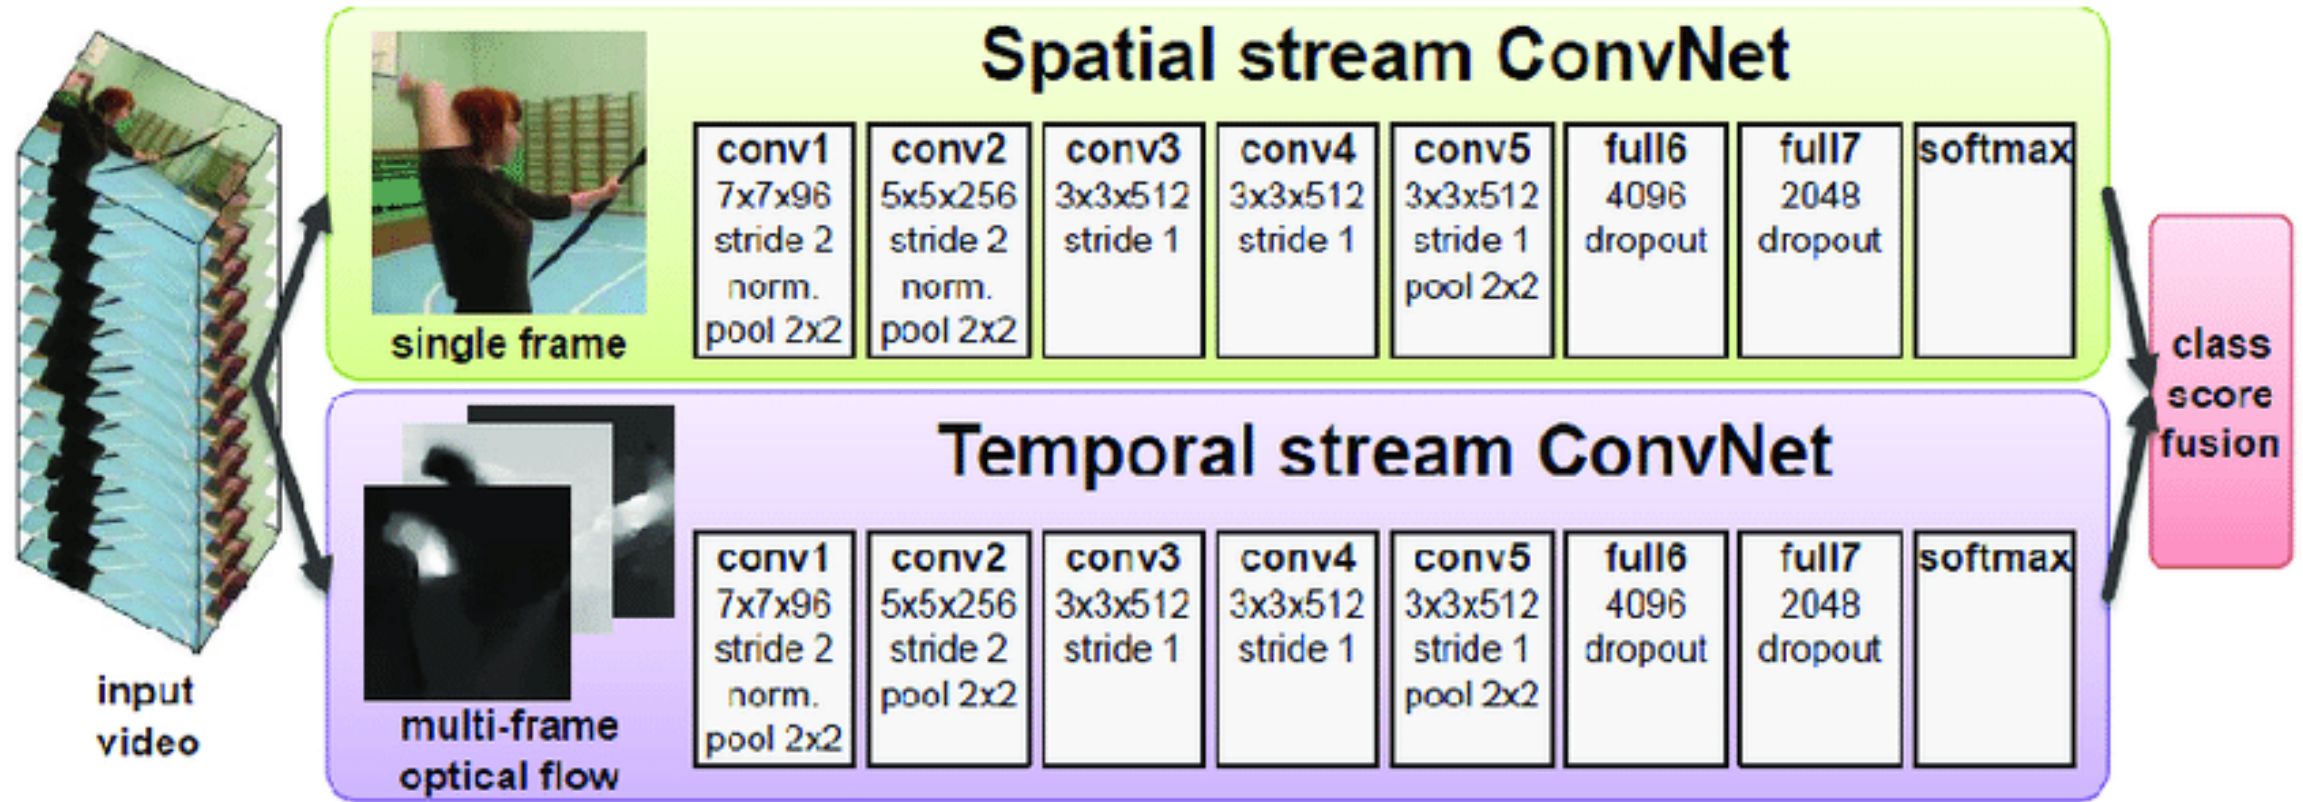 Spatial stream ConvNet
single frame
conv1
7x7x96
stride 2
norm.
pool 2x2
conv2
5x5x256
stride 2
norm.
pool 2x2
conv3
3x3x512
stride 1
conv4
3x3x512
stride 1
conv5
3x3x512
stride 1
pool 2x2
full6
4096
dropout
full7
2048
dropout
softmax
input
video
Temporal stream ConvNet
multi-frame
optical flow
conv1
7x7x96
stride 2
norm.
pool 2x2
conv2
5x5x256
stride 2
pool 2x2
conv3
3x3x512
stride 1
conv4
3x3x512
stride 1
conv5
3x3x512
stride 1
pool 2x2
full6
4096
dropout
full7
2048
dropout
softmax
class
score
fusion